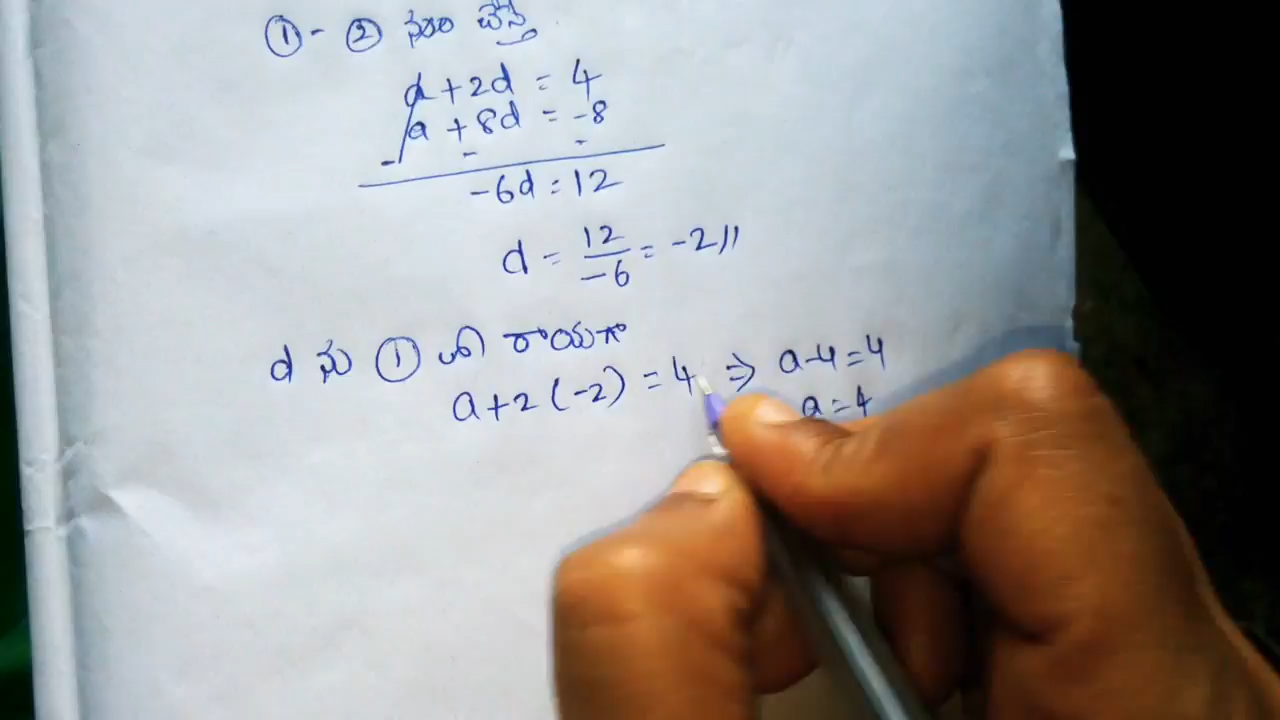 ① - ② నుండి చేస్తే
a + 2d = 4
a + 8d = -8
- - -
-6d = 12
d = 12/-6 = -2//
d ను ① లో రాయగా
a + 2 (-2) = 4 ⇒ a - 4 = 4
a = 4